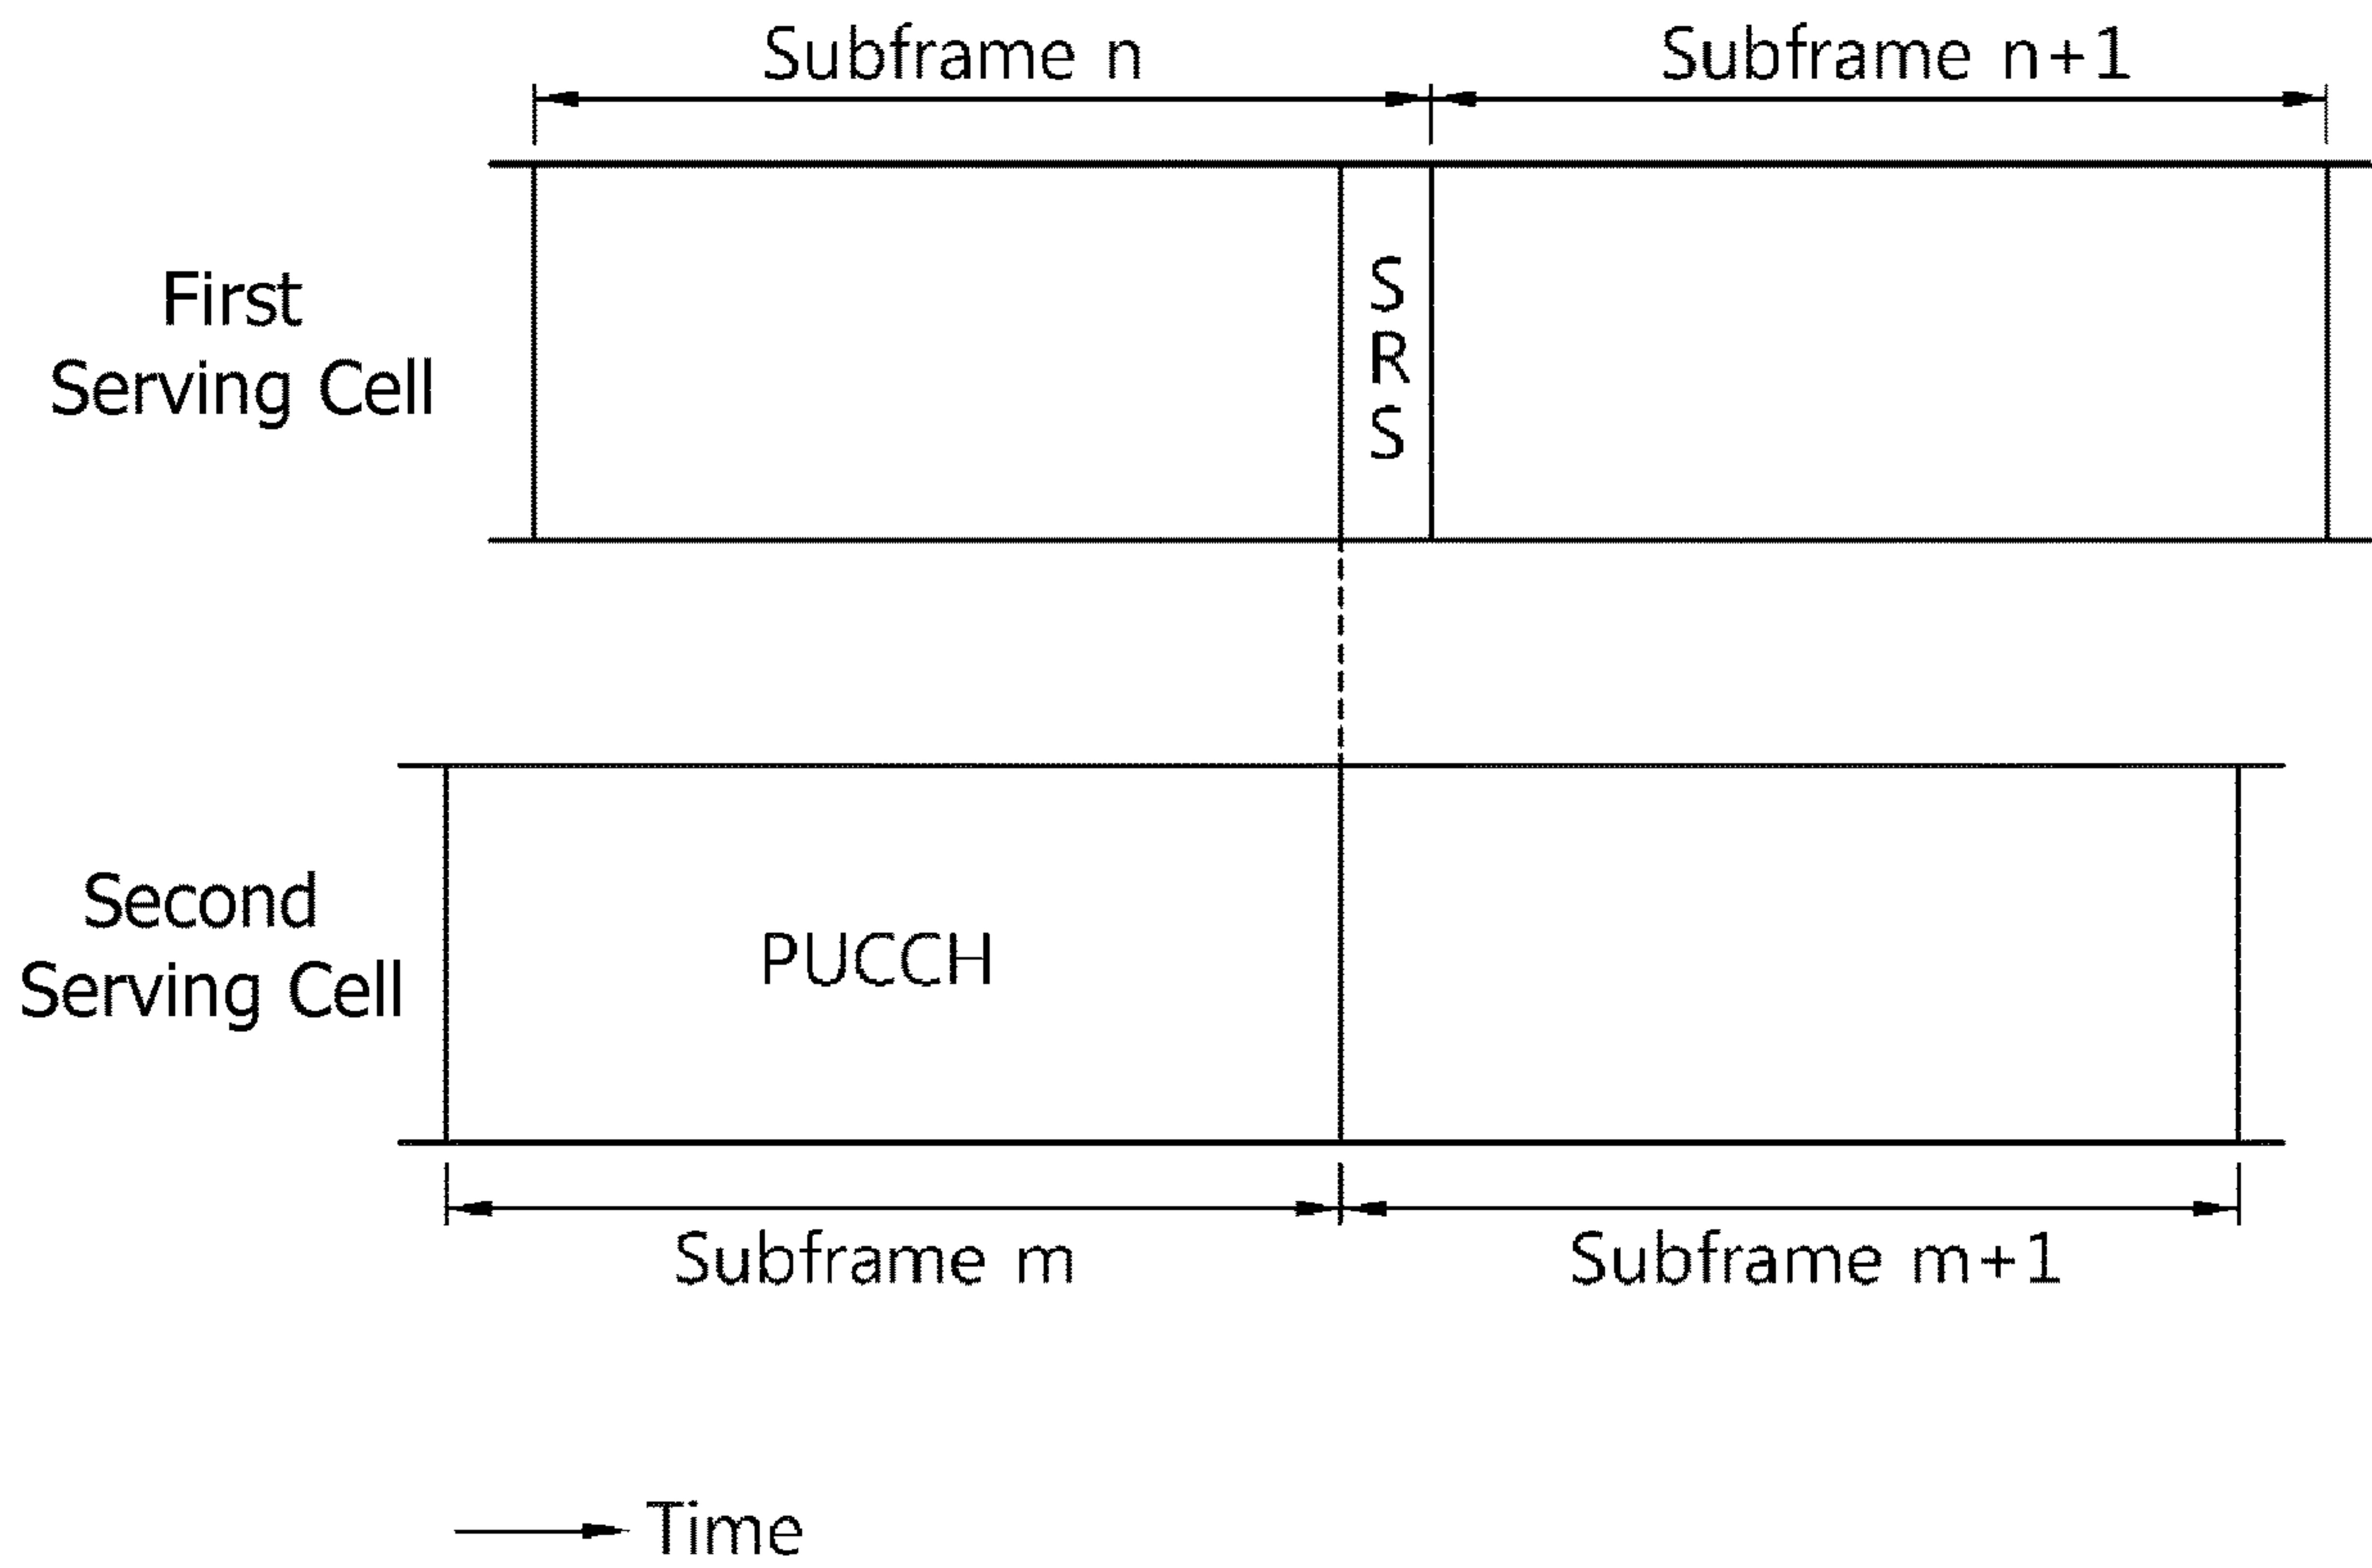 Subframe n
Subframe n+1
First
Serving Cell
S
R
S
Second
Serving Cell
PUCCH
Subframe m
Subframe m+1
Time